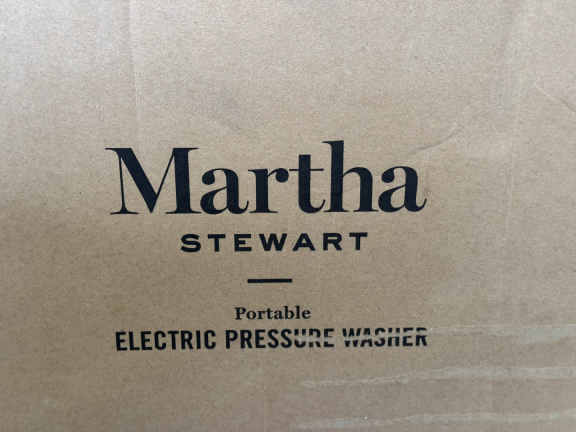 Martha
STEWART
Portable
ELECTRIC PRESSURE WASHER